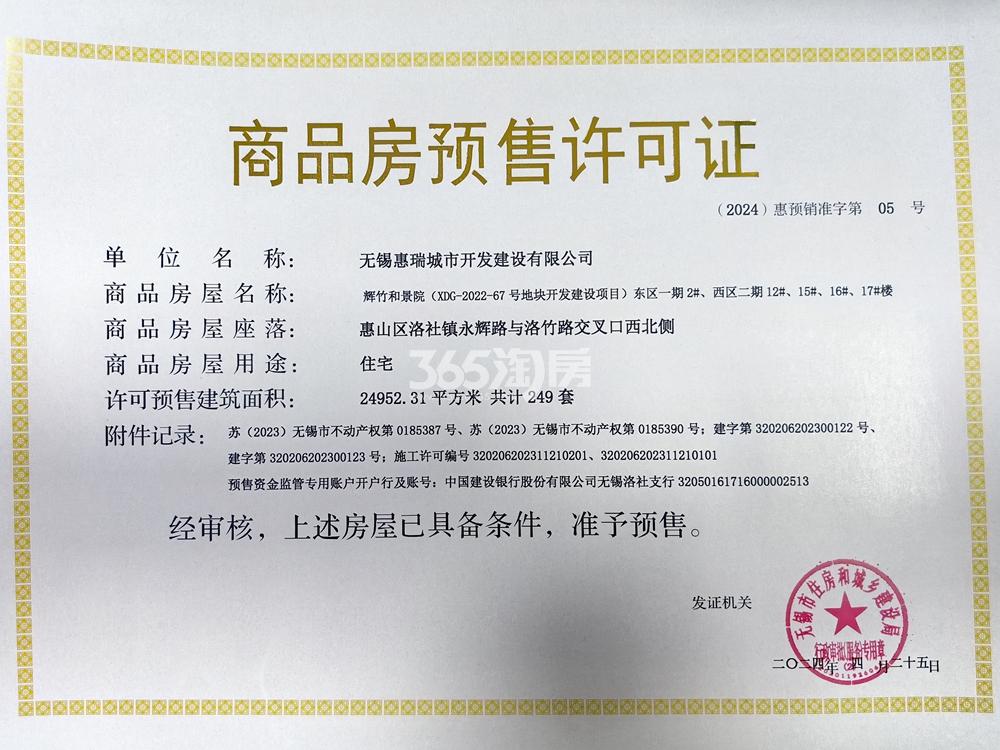 商品房预售许可证
（2024）惠预销准字第 05 号
单位名称： 无锡惠瑞城市开发建设有限公司
商品房屋名称： 辉竹和景院（XDG-2022-67 号地块开发建设项目）东区一期 2#、西区二期 12#、15#、16#、17#楼
商品房屋座落： 惠山区洛社镇永辉路与洛竹路交叉口西北侧
商品房屋用途： 住宅
365淘房
许可预售建筑面积： 24952.31 平方米 共计 249 套
附件记录： 苏（2023）无锡市不动产权第 0185387 号、苏（2023）无锡市不动产权第 0185390 号；建字第 320206202300122 号、
建字第 320206202300123 号；施工许可编号 320206202311210201、320206202311210101
预售资金监管专用账户开户行及账号：中国建设银行股份有限公司无锡洛社支行 32050161716000002513
经审核，上述房屋已具备条件，准予预售。
发证机关
无锡市住房和城乡建设局
行政审批服务专用章
二〇二四年 四 月二十五日